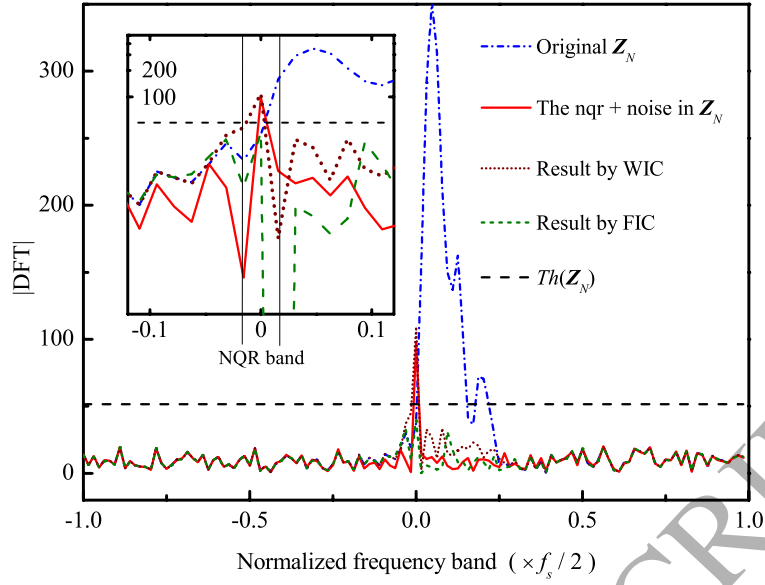 300
200
100
0
|DFT|
-1.0
-0.5
0.0
0.5
1.0
Normalized frequency band ( × f_s / 2 )
200
100
-0.1
0
0.1
NQR band
Original Z_N
The nqr + noise in Z_N
Result by WIC
Result by FIC
Th(Z_N)